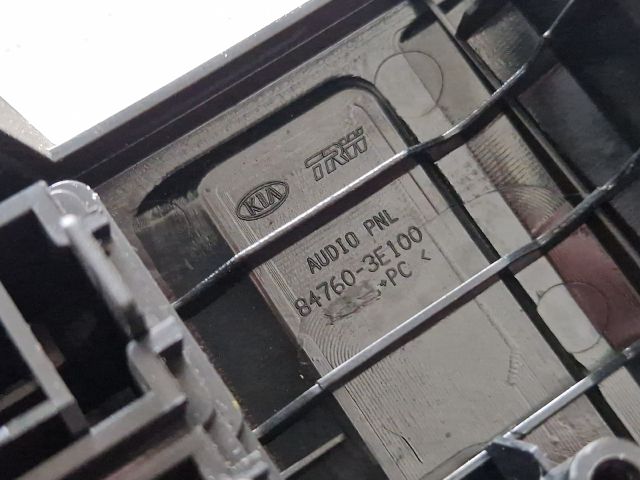 KIA TRW
AUDIO PNL
84760-3E100
+PC <